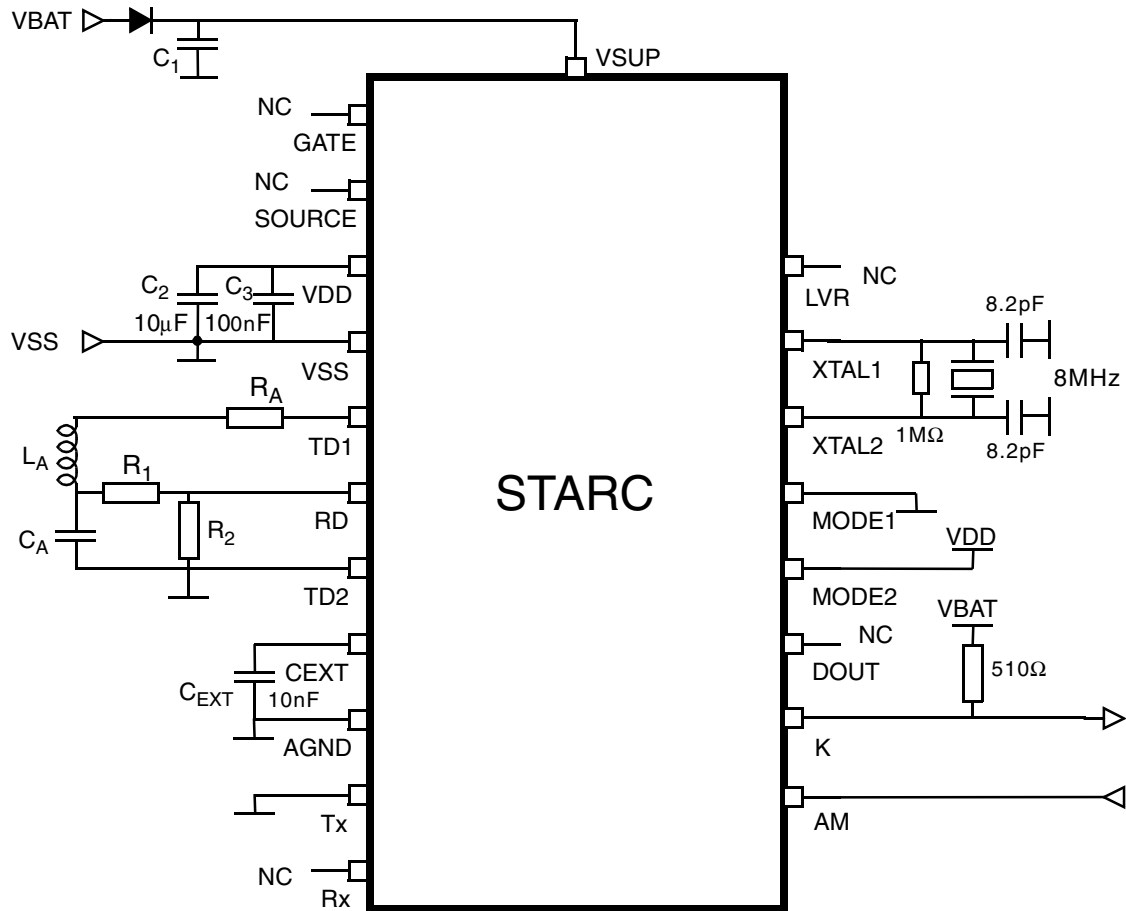 VBAT
C1
VSUP
NC
GATE
NC
SOURCE
C2
C3
VDD
10μF
100nF
VSS
VSS
RA
TD1
LA
R1
RD
CA
R2
TD2
CEXT
CEXT
10nF
AGND
Tx
NC
Rx
STARC
NC
LVR
8.2pF
XTAL1
8MHz
1MΩ
XTAL2
8.2pF
MODE1
VDD
MODE2
VBAT
NC
DOUT
510Ω
K
AM